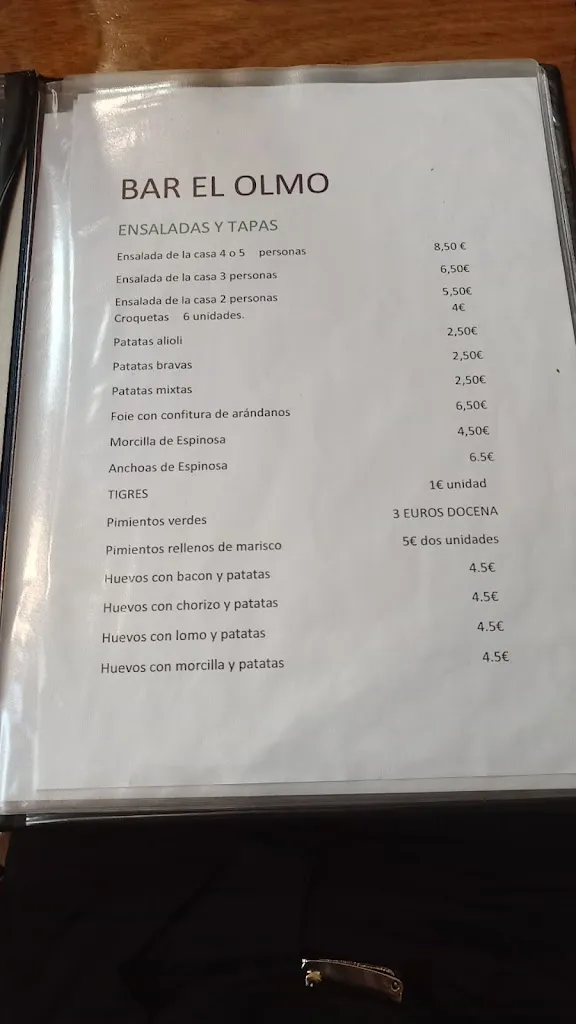 BAR EL OLMO
ENSALADAS Y TAPAS
Ensalada de la casa 4 o 5 personas 8,50 €
Ensalada de la casa 3 personas 6,50€
Ensalada de la casa 2 personas 5,50€
Croquetas 6 unidades. 4€
Patatas alioli 2,50€
Patatas bravas 2,50€
Patatas mixtas 2,50€
Foie con confitura de arándanos 6,50€
Morcilla de Espinosa 4,50€
Anchoas de Espinosa 6.5€
TIGRES 1€ unidad
Pimientos verdes 3 EUROS DOCENA
Pimientos rellenos de marisco 5€ dos unidades
Huevos con bacon y patatas 4.5€
Huevos con chorizo y patatas 4.5€
Huevos con lomo y patatas 4.5€
Huevos con morcilla y patatas 4.5€